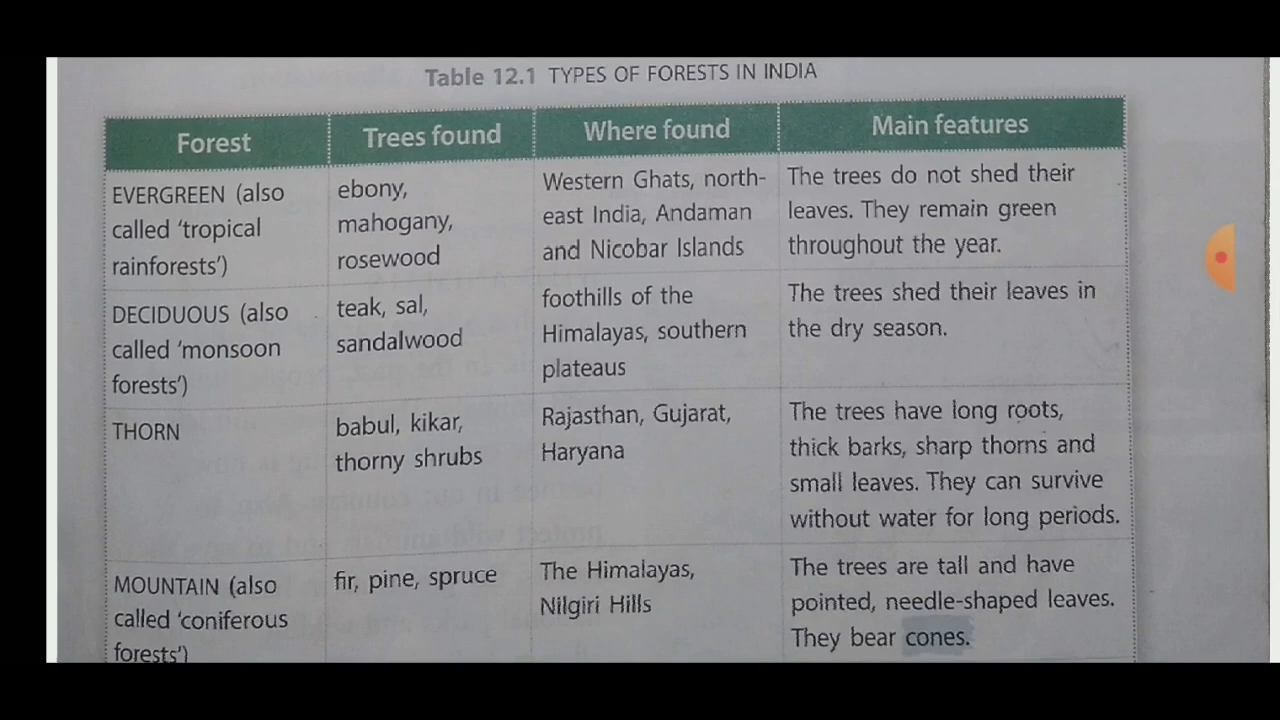 Table 12.1 TYPES OF FORESTS IN INDIA
Forest
Trees found
Where found
Main features
EVERGREEN (also
called 'tropical
rainforests')
ebony,
mahogany,
rosewood
Western Ghats, north-
east India, Andaman
and Nicobar Islands
The trees do not shed their
leaves. They remain green
throughout the year.
DECIDUOUS (also
called 'monsoon
forests')
teak, sal,
sandalwood
foothills of the
Himalayas, southern
plateaus
The trees shed their leaves in
the dry season.
THORN
babul, kikar,
thorny shrubs
Rajasthan, Gujarat,
Haryana
The trees have long roots,
thick barks, sharp thorns and
small leaves. They can survive
without water for long periods.
MOUNTAIN (also
called 'coniferous
forests')
fir, pine, spruce
The Himalayas,
Nilgiri Hills
The trees are tall and have
pointed, needle-shaped leaves.
They bear cones.